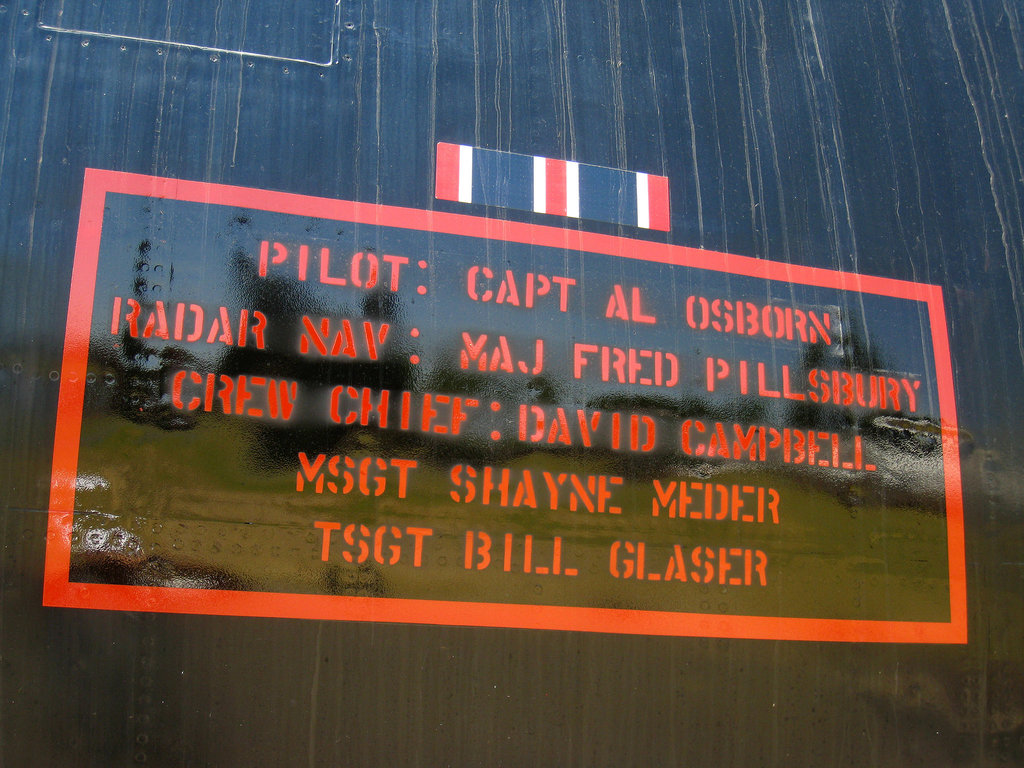 PILOT: CAPT AL OSBORN
RADAR NAV: MAJ FRED PILLSBURY
CREW CHIEF: DAVID CAMPBELL
MSGT SHAYNE MEDER
TSGT BILL GLASER